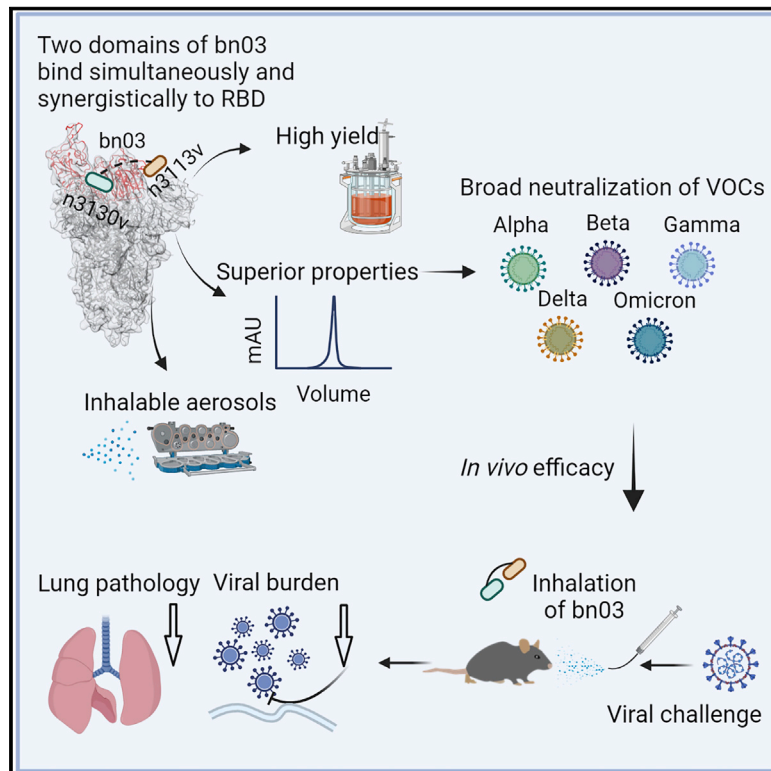 Two domains of bn03
bind simultaneously and
synergistically to RBD
bn03
n3113v
n3130v
High yield
Superior properties
mAU
Volume
Inhalable aerosols
Broad neutralization of VOCs
Alpha
Beta
Gamma
Delta
Omicron
In vivo efficacy
Lung pathology
Viral burden
Inhalation
of bn03
Viral challenge